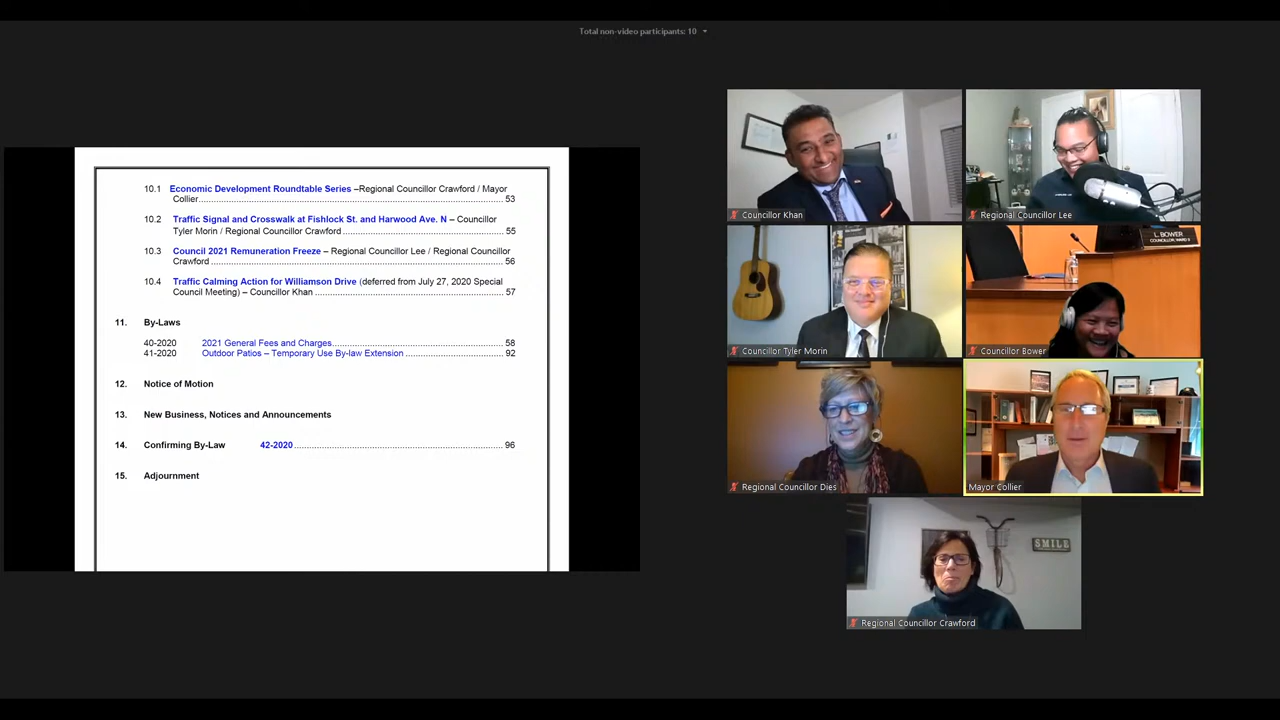 Total non-video participants: 10
10.1 Economic Development Roundtable Series –Regional Councillor Crawford / Mayor
Collier.......................................................................................................53
10.2 Traffic Signal and Crosswalk at Fishlock St. and Harwood Ave. N – Councillor
Tyler Morin / Regional Councillor Crawford ......................................................55
10.3 Council 2021 Remuneration Freeze – Regional Councillor Lee / Regional Councillor
Crawford ...................................................................................................56
10.4 Traffic Calming Action for Williamson Drive (deferred from July 27, 2020 Special
Council Meeting) – Councillor Khan ................................................................57
11. By-Laws
40-2020 2021 General Fees and Charges.........................................................58
41-2020 Outdoor Patios – Temporary Use By-law Extension .................................92
12. Notice of Motion
13. New Business, Notices and Announcements
14. Confirming By-Law 42-2020.......................................................................96
15. Adjournment
Councillor Khan
Regional Councillor Lee
L. BOWER
COUNCILLOR, WARD 3
Councillor Tyler Morin
Councillor Bower
Regional Councillor Dies
Mayor Collier
SMILE
Regional Councillor Crawford